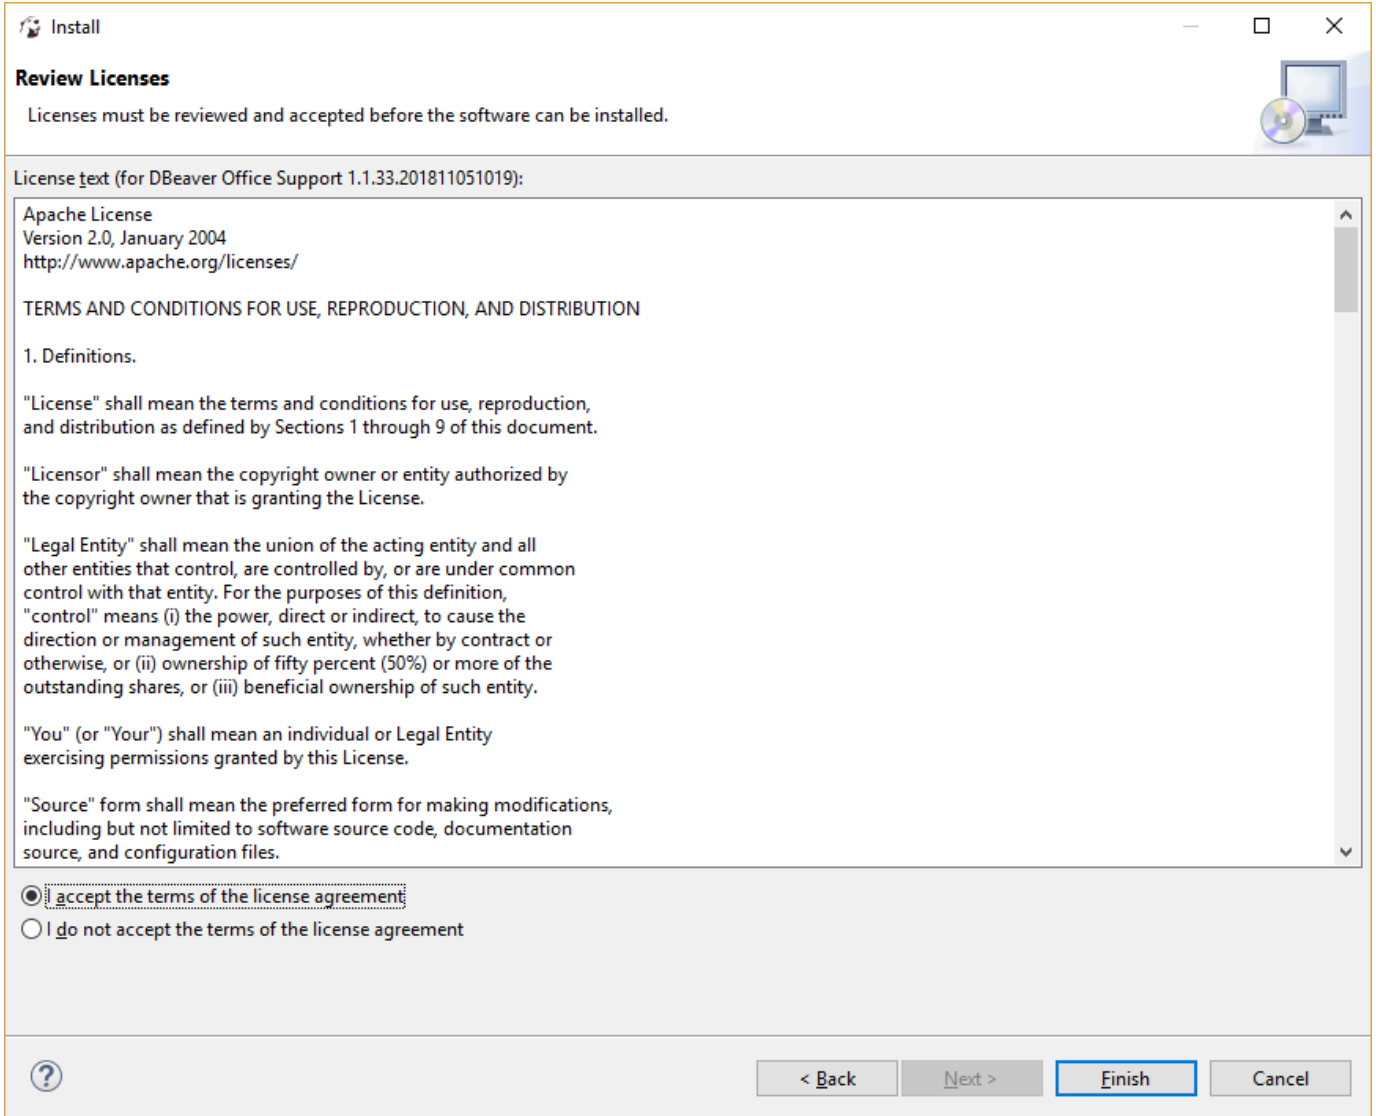 Install
Review Licenses
Licenses must be reviewed and accepted before the software can be installed.
License text (for DBeaver Office Support 1.1.33.201811051019):
Apache License
Version 2.0, January 2004
http://www.apache.org/licenses/
TERMS AND CONDITIONS FOR USE, REPRODUCTION, AND DISTRIBUTION
1. Definitions.
"License" shall mean the terms and conditions for use, reproduction,
and distribution as defined by Sections 1 through 9 of this document.
"Licensor" shall mean the copyright owner or entity authorized by
the copyright owner that is granting the License.
"Legal Entity" shall mean the union of the acting entity and all
other entities that control, are controlled by, or are under common
control with that entity. For the purposes of this definition,
"control" means (i) the power, direct or indirect, to cause the
direction or management of such entity, whether by contract or
otherwise, or (ii) ownership of fifty percent (50%) or more of the
outstanding shares, or (iii) beneficial ownership of such entity.
"You" (or "Your") shall mean an individual or Legal Entity
exercising permissions granted by this License.
"Source" form shall mean the preferred form for making modifications,
including but not limited to software source code, documentation
source, and configuration files.
I accept the terms of the license agreement
I do not accept the terms of the license agreement
?
< Back
Next >
Finish
Cancel